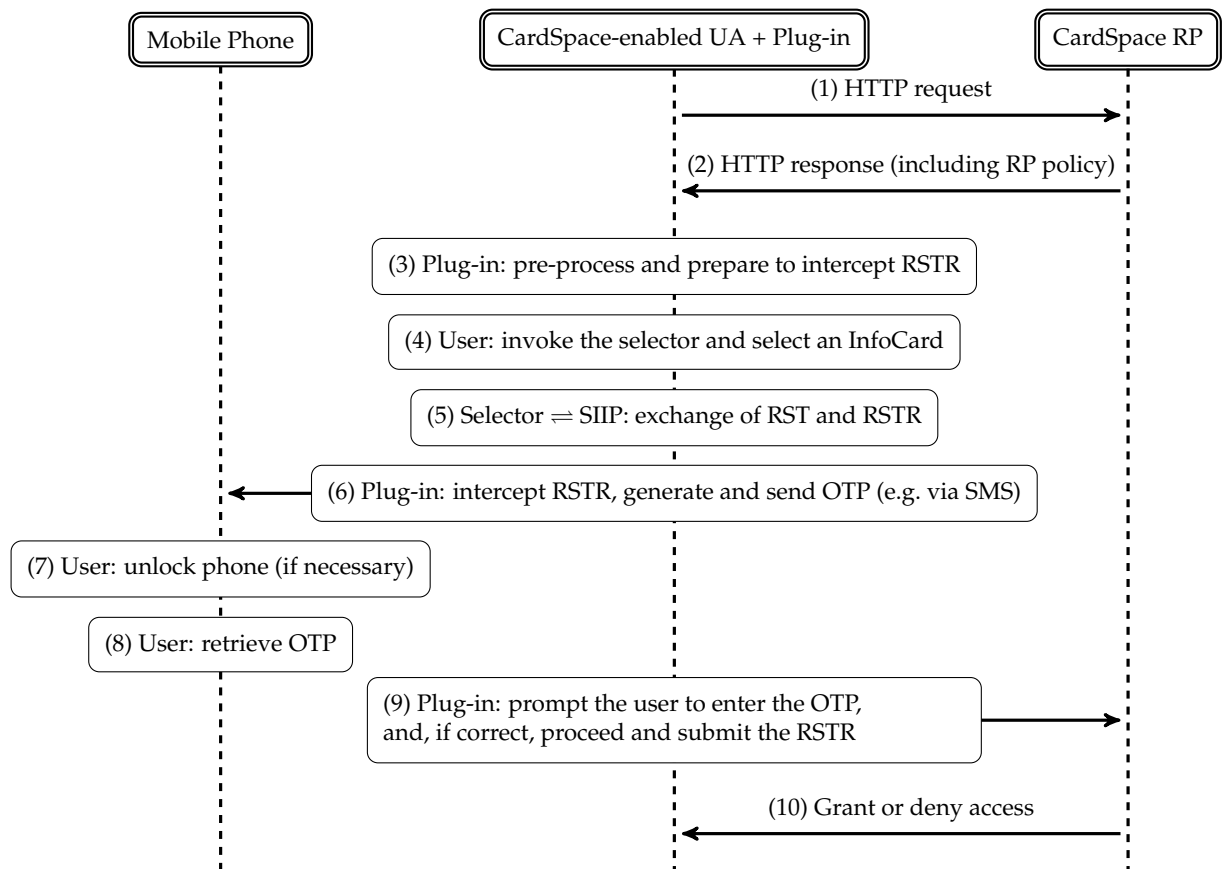 Mobile Phone
CardSpace-enabled UA + Plug-in
CardSpace RP
(1) HTTP request
(2) HTTP response (including RP policy)
(3) Plug-in: pre-process and prepare to intercept RSTR
(4) User: invoke the selector and select an InfoCard
(5) Selector ⇌ SIIP: exchange of RST and RSTR
(6) Plug-in: intercept RSTR, generate and send OTP (e.g. via SMS)
(7) User: unlock phone (if necessary)
(8) User: retrieve OTP
(9) Plug-in: prompt the user to enter the OTP,
and, if correct, proceed and submit the RSTR
(10) Grant or deny access